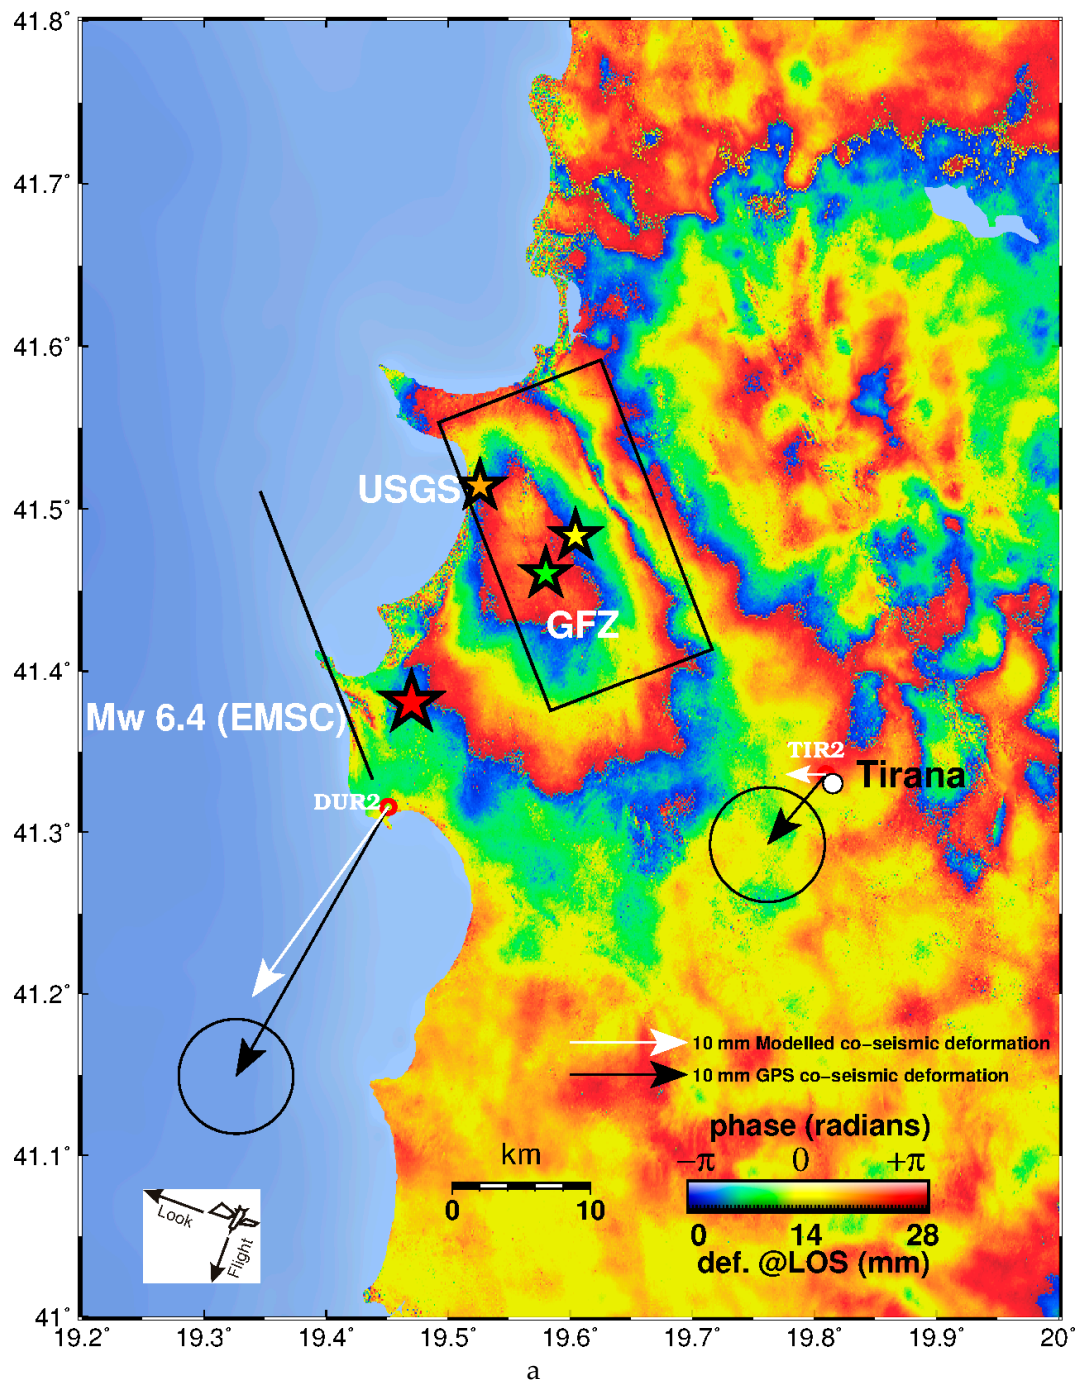 41.8°
41.7°
41.6°
41.5°
41.4°
41.3°
41.2°
41.1°
41°
19.2°
19.3°
19.4°
19.5°
19.6°
19.7°
19.8°
19.9°
20°
USGS
GFZ
Mw 6.4 (EMSC)
TIR2
Tirana
DUR2
10 mm Modelled co-seismic deformation
10 mm GPS co-seismic deformation
phase (radians)
−π 0 +π
0 14 28
def. @LOS (mm)
km
0 10
Look
Flight
a